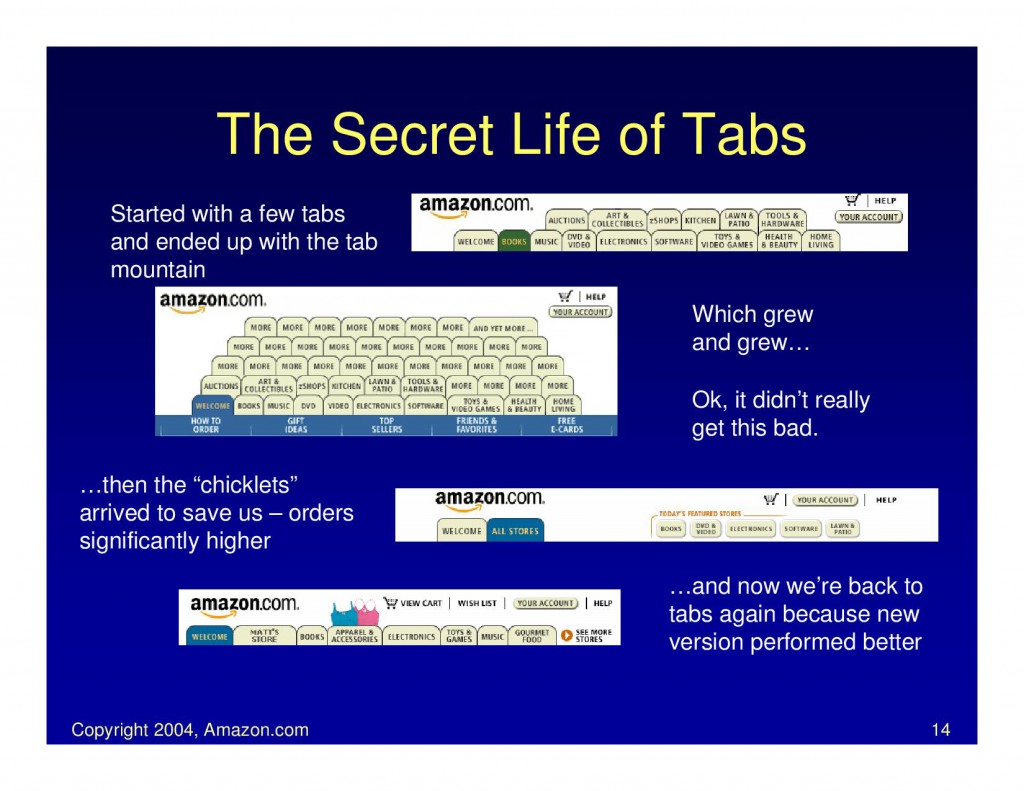 The Secret Life of Tabs
Started with a few tabs
and ended up with the tab
mountain
amazon.com.
HELP
YOUR ACCOUNT
AUCTIONS
ART &
COLLECTIBLES
zSHOPS
KITCHEN
LAWN &
PATIO
TOOLS &
HARDWARE
WELCOME
BOOKS
MUSIC
DVD &
VIDEO
ELECTRONICS
SOFTWARE
TOYS &
VIDEO GAMES
HEALTH
& BEAUTY
HOME
LIVING
amazon.com.
HELP
YOUR ACCOUNT
MORE MORE MORE MORE MORE MORE MORE AND YET MORE...
MORE MORE MORE MORE MORE MORE MORE MORE MORE MORE
MORE MORE MORE MORE MORE MORE MORE MORE MORE MORE MORE
AUCTIONS
ART &
COLLECTIBLES
zSHOPS
KITCHEN
LAWN &
PATIO
TOOLS &
HARDWARE
MORE MORE MORE MORE
WELCOME
BOOKS
MUSIC
DVD
VIDEO
ELECTRONICS
SOFTWARE
TOYS &
VIDEO GAMES
HEALTH
& BEAUTY
HOME
LIVING
HOW TO
ORDER
GIFT
IDEAS
TOP
SELLERS
FRIENDS &
FAVORITES
FREE
E-CARDS
Which grew
and grew…
Ok, it didn’t really
get this bad.
…then the “chicklets”
arrived to save us – orders
significantly higher
amazon.com.
YOUR ACCOUNT
HELP
WELCOME
ALL STORES
TODAY'S FEATURED STORES
BOOKS
DVD &
VIDEO
ELECTRONICS
SOFTWARE
LAWN &
PATIO
amazon.com.
VIEW CART
WISH LIST
YOUR ACCOUNT
HELP
WELCOME
MATT'S
STORE
BOOKS
APPAREL &
ACCESSORIES
ELECTRONICS
TOYS &
GAMES
MUSIC
GOURMET
FOOD
SEE MORE
STORES
…and now we’re back to
tabs again because new
version performed better
Copyright 2004, Amazon.com
14